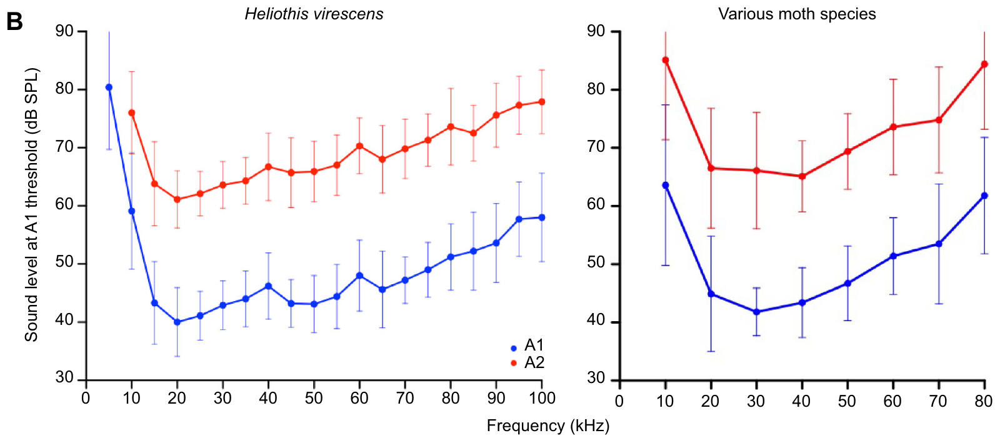 B
Heliothis virescens
Various moth species
Sound level at A1 threshold (dB SPL)
90
80
70
60
50
40
30
0 10 20 30 40 50 60 70 80 90 100
A1
A2
90
80
70
60
50
40
30
0 10 20 30 40 50 60 70 80
Frequency (kHz)